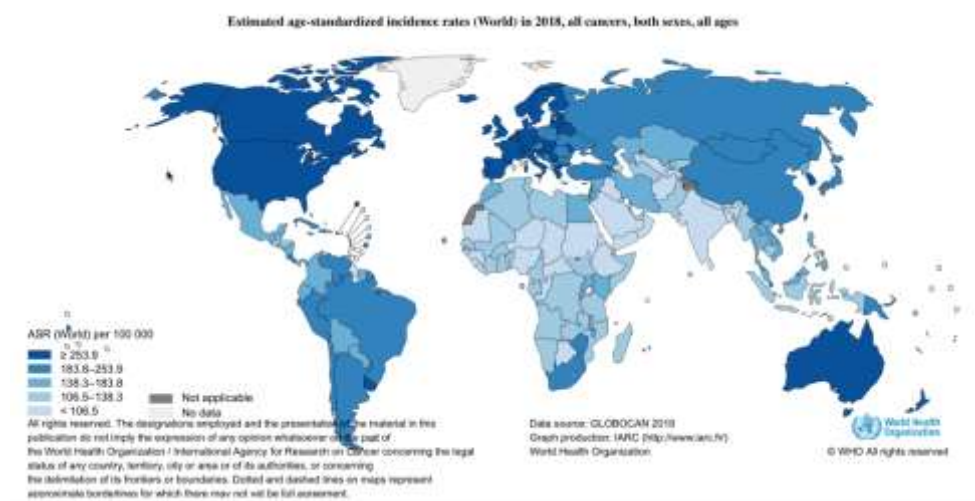 Estimated age-standardized incidence rates (World) in 2018, all cancers, both sexes, all ages
ASR (World) per 100 000
≥ 253.9
183.8–253.9
138.3–183.8
106.5–138.3
< 106.5
Not applicable
No data
All rights reserved. The designations employed and the presentation of the material in this
publication do not imply the expression of any opinion whatsoever on the part of
the World Health Organization / International Agency for Research on Cancer concerning the legal
status of any country, territory, city or area or of its authorities, or concerning
the delimitation of its frontiers or boundaries. Dotted and dashed lines on maps represent
approximate borderlines for which there may not yet be full agreement.
Data source: GLOBOCAN 2018
Graph production: IARC (http://www.iarc.fr/)
World Health Organization
World Health
Organization
© WHO All rights reserved